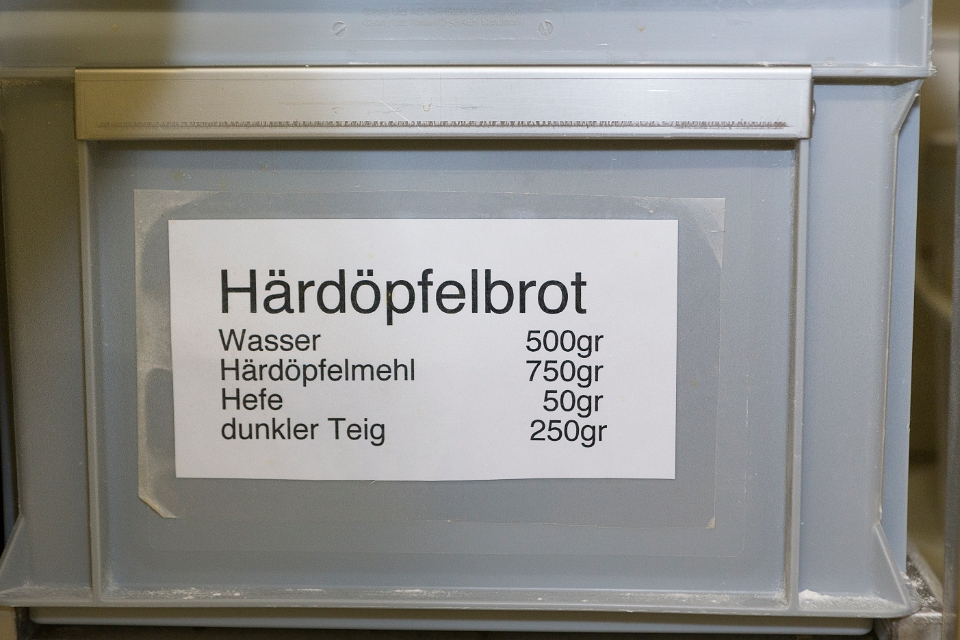 Härdöpfelbrot
Wasser 500gr
Härdöpfelmehl 750gr
Hefe 50gr
dunkler Teig 250gr